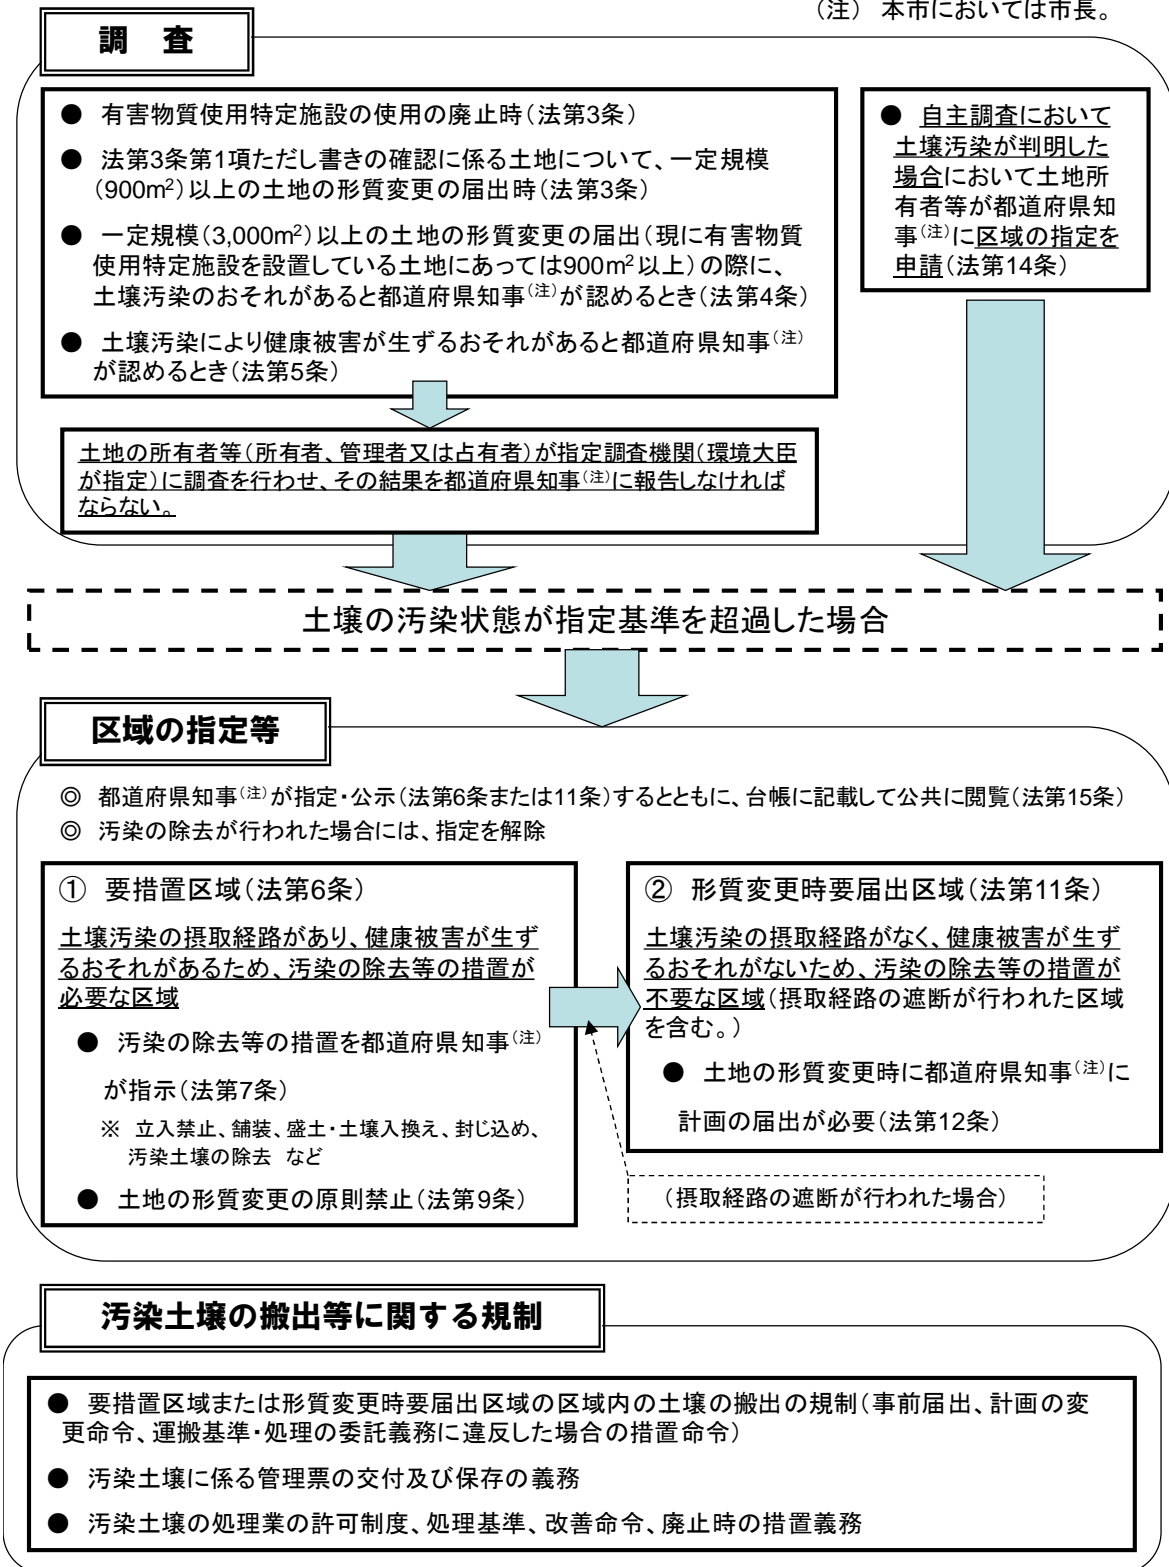 (注) 本市においては市長。
調 査
● 有害物質使用特定施設の使用の廃止時(法第3条)
● 法第3条第1項ただし書きの確認に係る土地について、一定規模
(900m²)以上の土地の形質変更の届出時(法第3条)
● 一定規模(3,000m²)以上の土地の形質変更の届出(現に有害物質
使用特定施設を設置している土地にあっては900m²以上)の際に、
土壌汚染のおそれがあると都道府県知事(注)が認めるとき(法第4条)
● 土壌汚染により健康被害が生ずるおそれがあると都道府県知事(注)
が認めるとき(法第5条)
● 自主調査において
土壌汚染が判明した
場合において土地所
有者等が都道府県知
事(注)に区域の指定を
申請(法第14条)
土地の所有者等(所有者、管理者又は占有者)が指定調査機関(環境大臣
が指定)に調査を行わせ、その結果を都道府県知事(注)に報告しなければ
ならない。
土壌の汚染状態が指定基準を超過した場合
区域の指定等
◎ 都道府県知事(注)が指定・公示(法第6条または11条)するとともに、台帳に記載して公共に閲覧(法第15条)
◎ 汚染の除去が行われた場合には、指定を解除
① 要措置区域(法第6条)
土壌汚染の摂取経路があり、健康被害が生ず
るおそれがあるため、汚染の除去等の措置が
必要な区域
● 汚染の除去等の措置を都道府県知事(注)
が指示(法第7条)
※ 立入禁止、舗装、盛土・土壌入換え、封じ込め、
汚染土壌の除去 など
● 土地の形質変更の原則禁止(法第9条)
② 形質変更時要届出区域(法第11条)
土壌汚染の摂取経路がなく、健康被害が生ず
るおそれがないため、汚染の除去等の措置が
不要な区域(摂取経路の遮断が行われた区域
を含む。)
● 土地の形質変更時に都道府県知事(注)に
計画の届出が必要(法第12条)
(摂取経路の遮断が行われた場合)
汚染土壌の搬出等に関する規制
● 要措置区域または形質変更時要届出区域の区域内の土壌の搬出の規制(事前届出、計画の変
更命令、運搬基準・処理の委託義務に違反した場合の措置命令)
● 汚染土壌に係る管理票の交付及び保存の義務
● 汚染土壌の処理業の許可制度、処理基準、改善命令、廃止時の措置義務